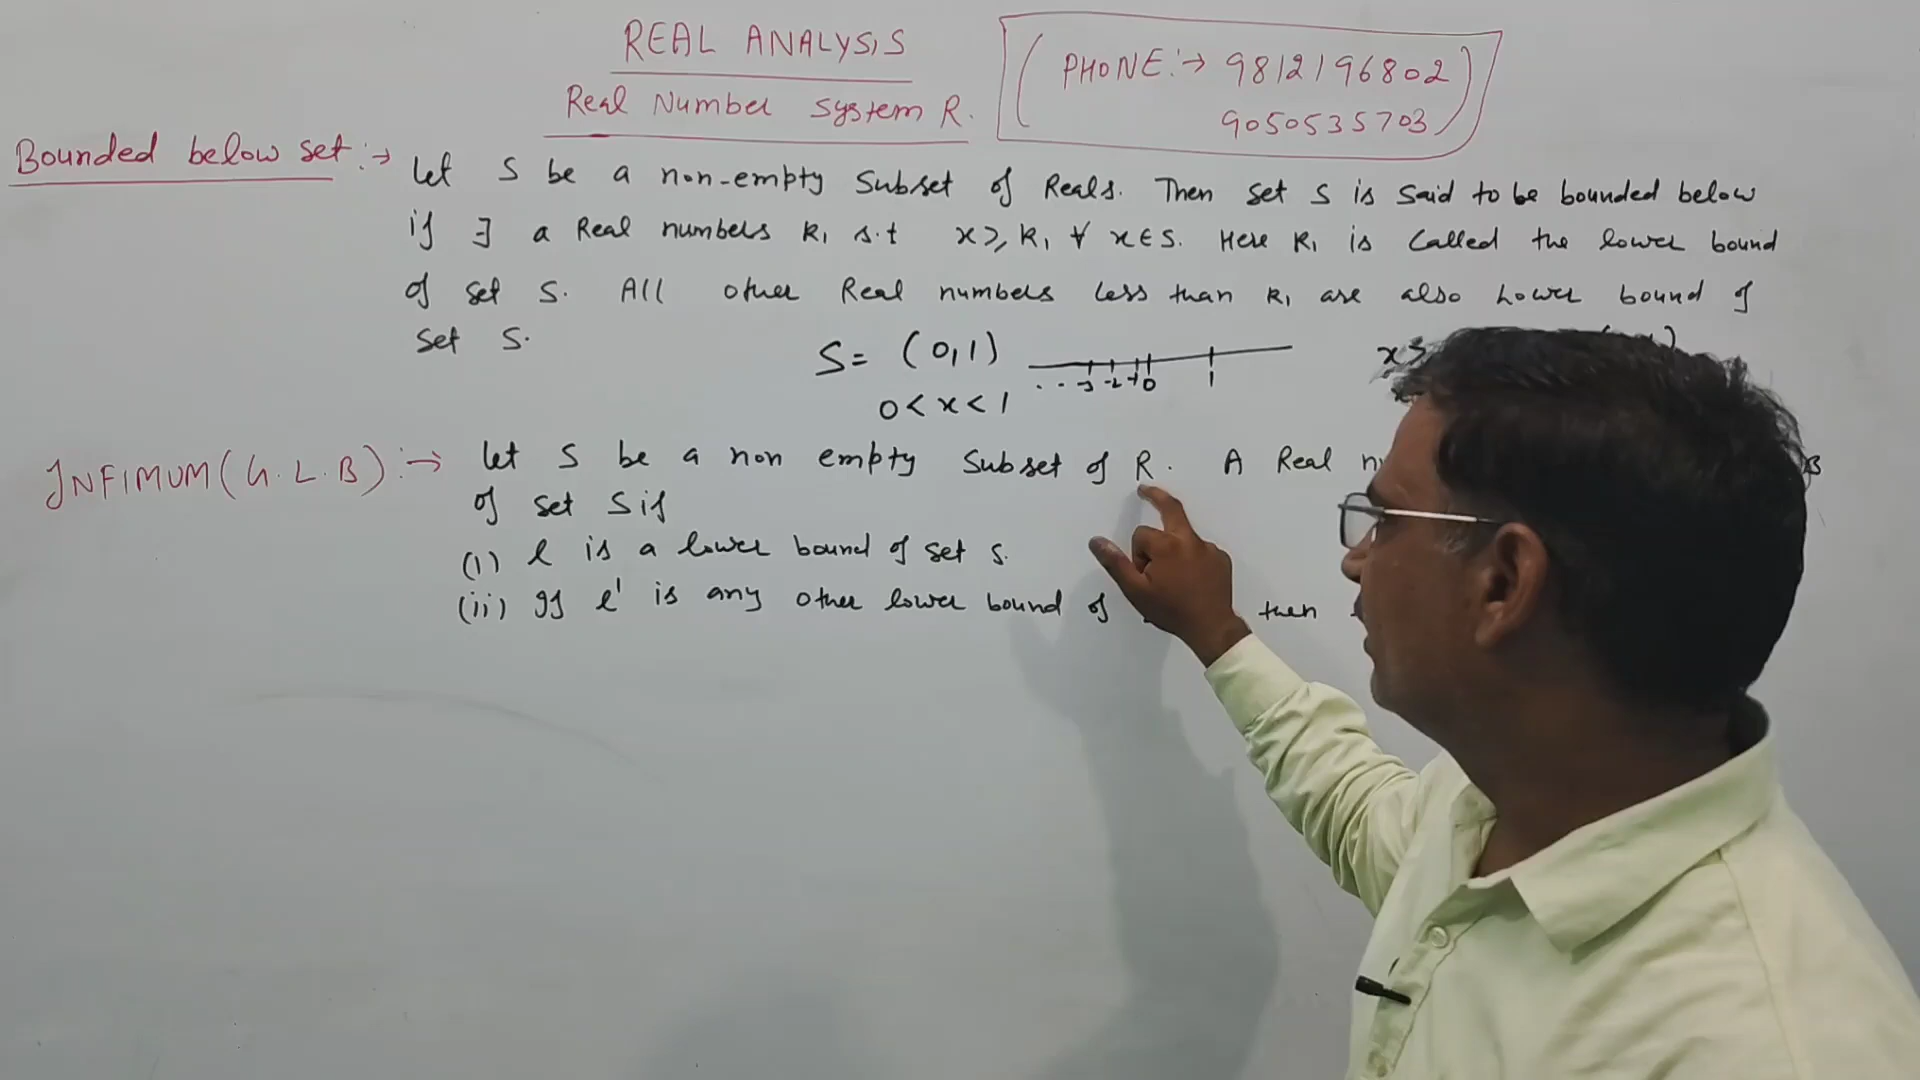 REAL ANALYSIS
Real Number System R.
(PHONE:→ 9812196802
9050535703)
Bounded below set:→ Let S be a non-empty Subset of Reals. Then set S is said to be bounded below
if ∃ a Real numbers k₁ s.t x⩾k₁ ∀ x∈S. Here k₁ is called the lower bound
of set S. All other Real numbers less than k₁ are also Lower bound of
set S.
S= (0,1)
. . -3 -2 -1 0 1
0<x<1
INFIMUM(G.L.B):→ Let S be a non empty Subset of R. A Real
of set S if
(i) l is a lower bound of set S.
(ii) If l' is any other lower bound of then